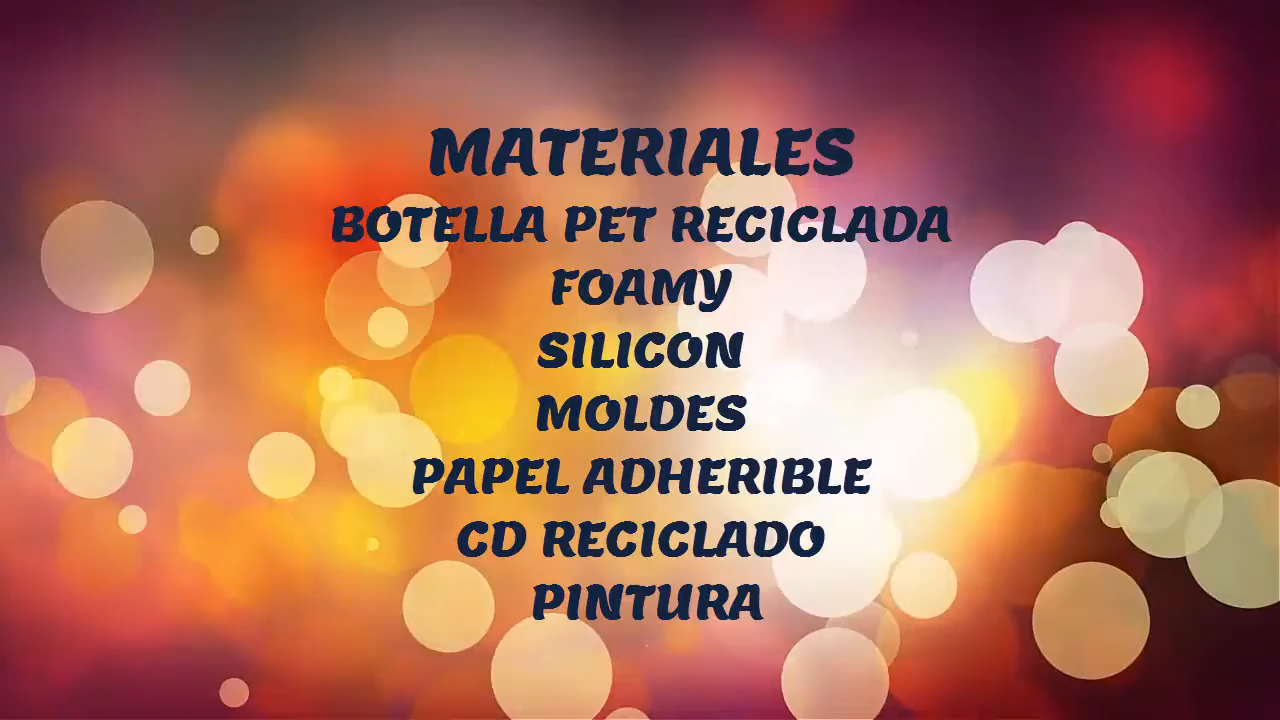 MATERIALES
BOTELLA PET RECICLADA
FOAMY
SILICON
MOLDES
PAPEL ADHERIBLE
CD RECICLADO
PINTURA